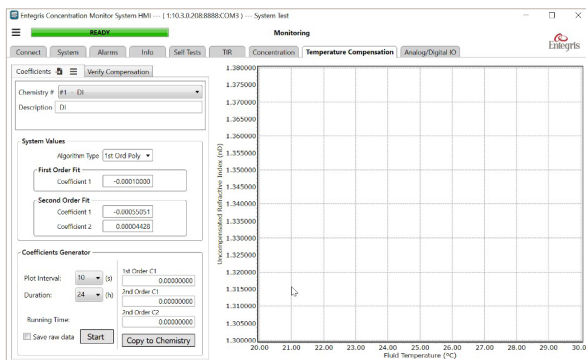 Entegris Concentration Monitor System HMI --- ( 1:10.3.0.208:8888:COM3 ) --- System Test
READY
Monitoring
Entegris
Connect System Alarms Info Self Tests TIR Concentration Temperature Compensation Analog/Digital IO
Coefficients Verify Compensation
Chemistry # #1 -- DI
Description DI
System Values
Algorithm Type 1st Ord Poly
First Order Fit
Coefficient 1 -0.00010000
Second Order Fit
Coefficient 1 -0.00055051
Coefficient 2 0.00004428
Coefficients Generator
Plot Interval: 10 (s)
Duration: 24 (h)
Running Time:
Save raw data Start
1st Order C1
0.00000000
2nd Order C1
0.00000000
2nd Order C2
0.00000000
Copy to Chemistry
Uncompensated Refractive Index (nD)
1.380000
1.375000
1.370000
1.365000
1.360000
1.355000
1.350000
1.345000
1.340000
1.335000
1.330000
1.325000
1.320000
1.315000
1.310000
1.305000
1.300000
20.00 21.00 22.00 23.00 24.00 25.00 26.00 27.00 28.00 29.00 30.0
Fluid Temperature (°C)